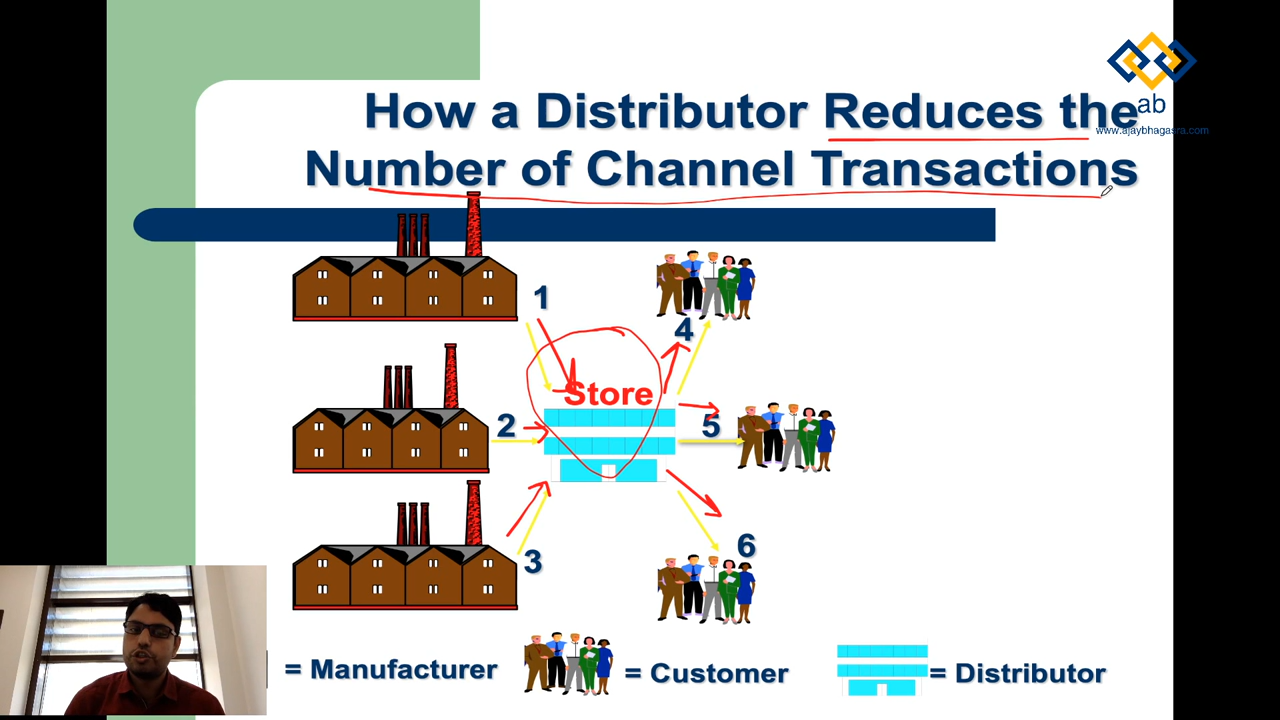 ab
www.ajaybhagasra.com
How a Distributor Reduces the
Number of Channel Transactions
1
4
Store
2
5
3
6
= Manufacturer
= Customer
= Distributor